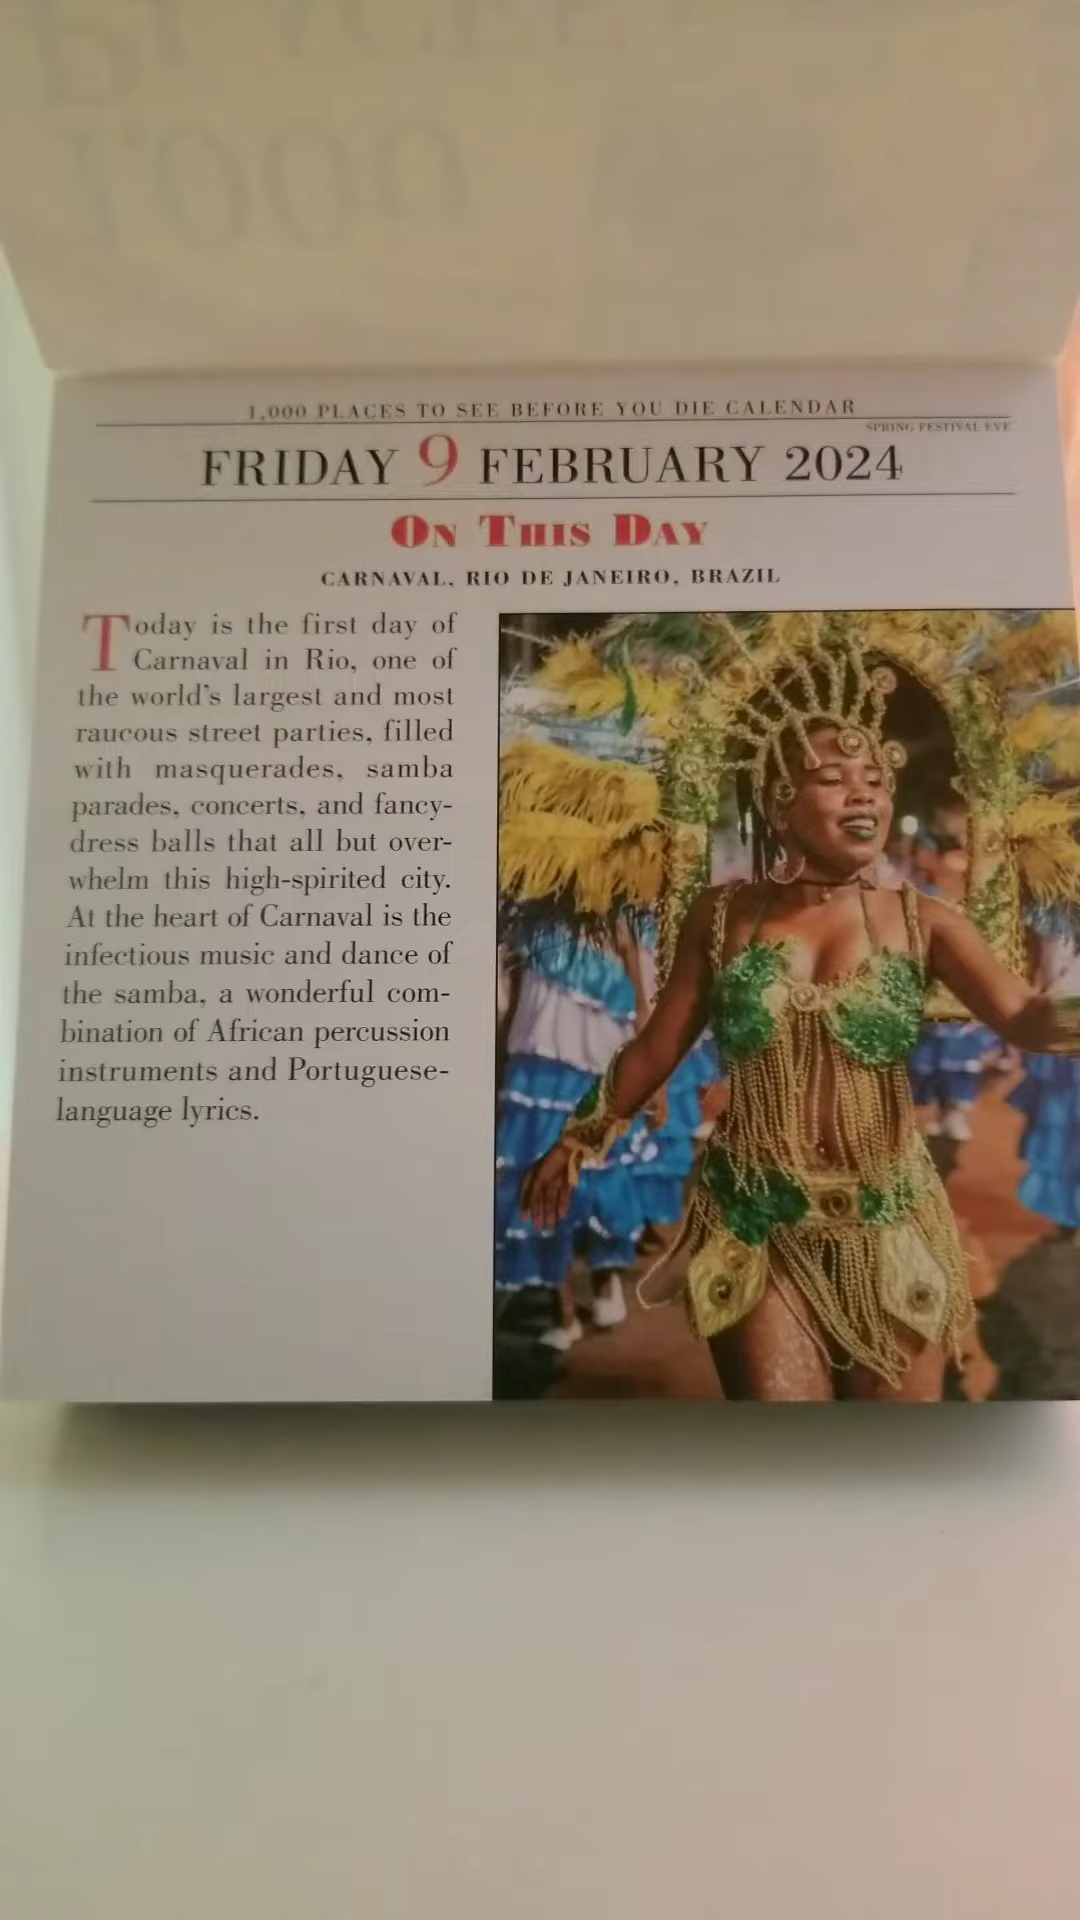 1,000 PLACES TO SEE BEFORE YOU DIE CALENDAR
SPRING FESTIVAL EVE
FRIDAY 9 FEBRUARY 2024
ON THIS DAY
CARNAVAL, RIO DE JANEIRO, BRAZIL
Today is the first day of
Carnaval in Rio, one of
the world's largest and most
raucous street parties, filled
with masquerades, samba
parades, concerts, and fancy-
dress balls that all but over-
whelm this high-spirited city.
At the heart of Carnaval is the
infectious music and dance of
the samba, a wonderful com-
bination of African percussion
instruments and Portuguese-
language lyrics.